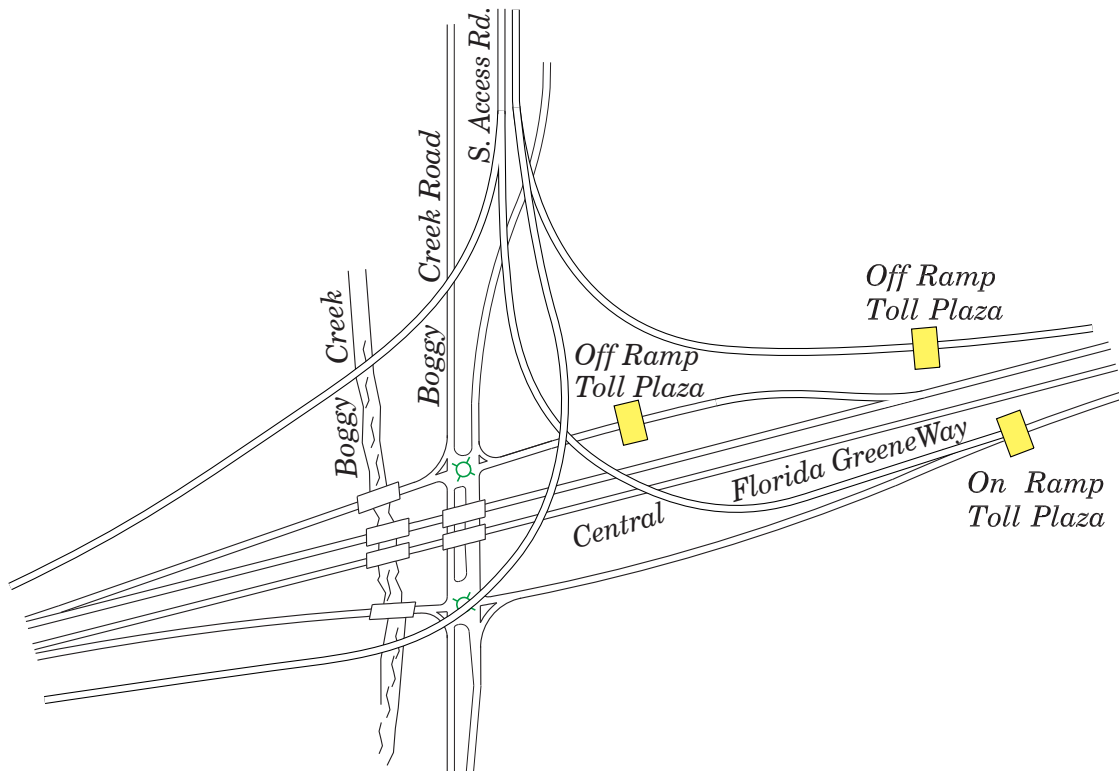 S. Access Rd.
Boggy Creek Road
Boggy Creek
Off Ramp
Toll Plaza
Off Ramp
Toll Plaza
Central Florida GreeneWay
On Ramp
Toll Plaza